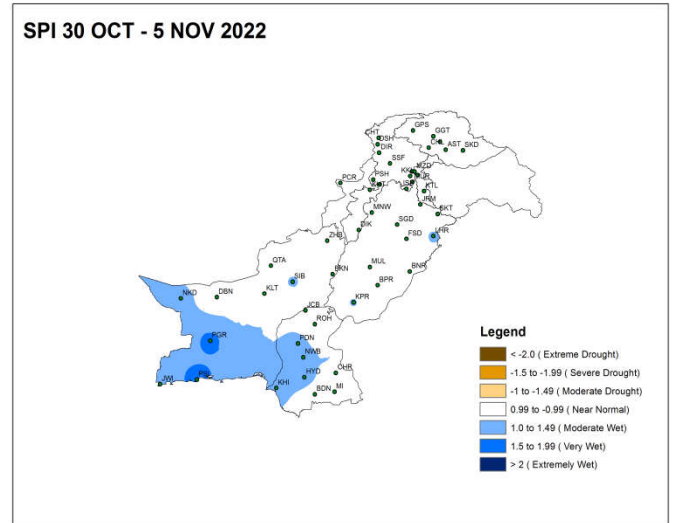 SPI 30 OCT - 5 NOV 2022
GPS
GGT
CHT
DSH
DIR
CHL
AST
SKD
SSF
MZD
KKL
PCR
PSH
KTL
JRM
SKT
MNW
SGD
DIK
FSD
LHR
ZHB
QTA
SIB
BKN
MUL
BNR
BPR
NKD
DBN
KLT
KPR
JCB
ROH
PGR
PDN
NWB
HYD
CHR
JWI
KHI
BDN
MI
Legend
< -2.0 ( Extreme Drought)
-1.5 to -1.99 ( Severe Drought)
-1 to -1.49 ( Moderate Drought)
0.99 to -0.99 ( Near Normal)
1.0 to 1.49 ( Moderate Wet)
1.5 to 1.99 ( Very Wet)
> 2 ( Extremely Wet)